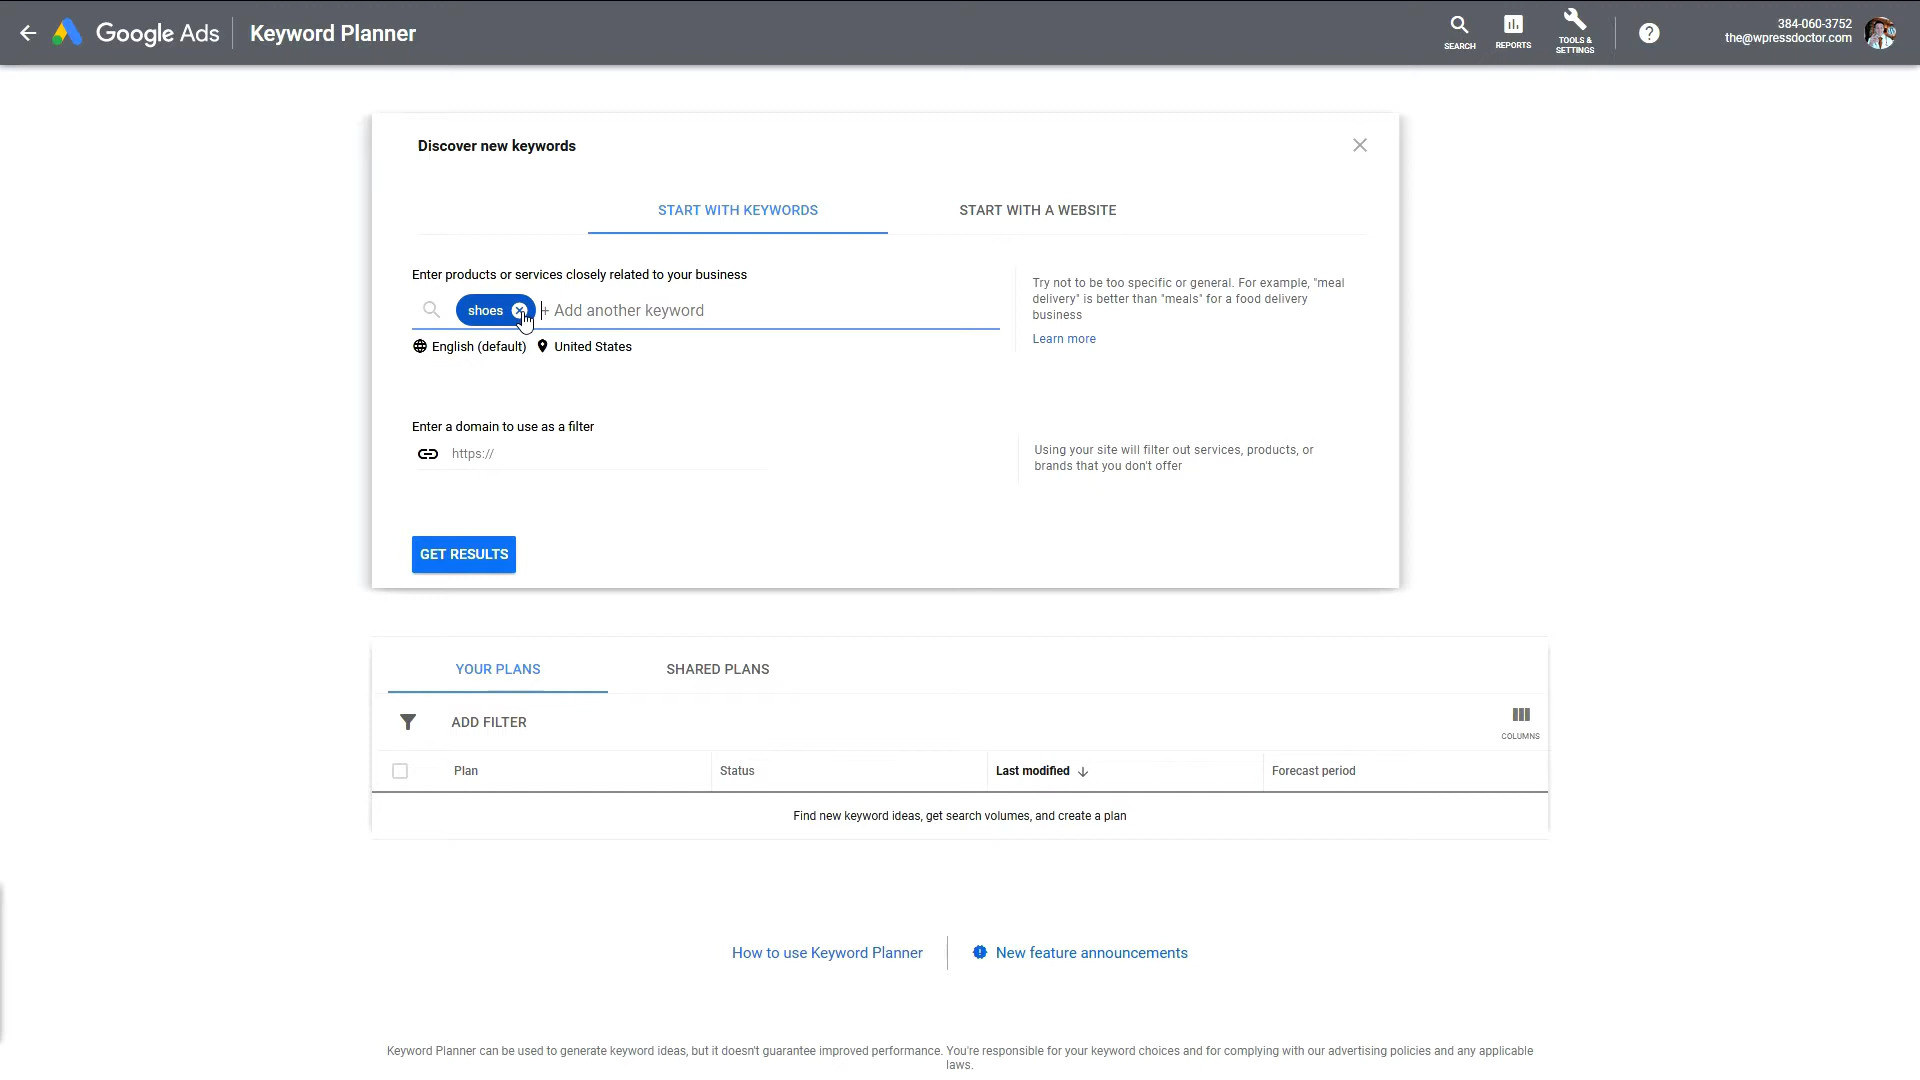 Google Ads
Keyword Planner
SEARCH
REPORTS
TOOLS &
SETTINGS
384-060-3752
the@wpressdoctor.com
Discover new keywords
START WITH KEYWORDS
START WITH A WEBSITE
Enter products or services closely related to your business
shoes
+ Add another keyword
English (default)
United States
Try not to be too specific or general. For example, "meal
delivery" is better than "meals" for a food delivery
business
Learn more
Enter a domain to use as a filter
https://
Using your site will filter out services, products, or
brands that you don't offer
GET RESULTS
YOUR PLANS
SHARED PLANS
ADD FILTER
COLUMNS
Plan
Status
Last modified
Forecast period
Find new keyword ideas, get search volumes, and create a plan
How to use Keyword Planner
New feature announcements
Keyword Planner can be used to generate keyword ideas, but it doesn't guarantee improved performance. You're responsible for your keyword choices and for complying with our advertising policies and any applicable
laws.